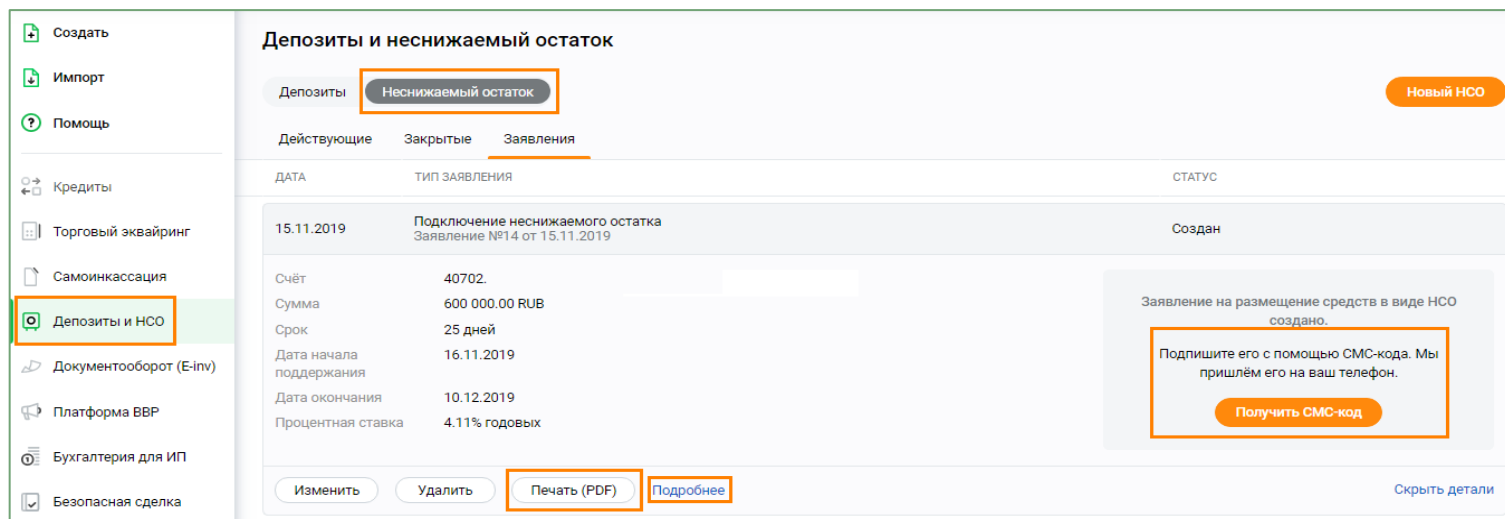 Создать
Импорт
Помощь
Кредиты
Торговый эквайринг
Самоинкассация
Депозиты и НСО
Документооборот (E-inv)
Платформа ВВР
Бухгалтерия для ИП
Безопасная сделка
Депозиты и неснижаемый остаток
Депозиты Неснижаемый остаток Новый НСО
Действующие Закрытые Заявления
ДАТА ТИП ЗАЯВЛЕНИЯ СТАТУС
15.11.2019 Подключение неснижаемого остатка Создан
Заявление №14 от 15.11.2019
Счёт 40702.
Сумма 600 000.00 RUB
Срок 25 дней
Дата начала поддержания 16.11.2019
Дата окончания 10.12.2019
Процентная ставка 4.11% годовых
Заявление на размещение средств в виде НСО
создано.
Подпишите его с помощью СМС-кода. Мы
пришлём его на ваш телефон.
Получить СМС-код
Изменить Удалить Печать (PDF) Подробнее Скрыть детали